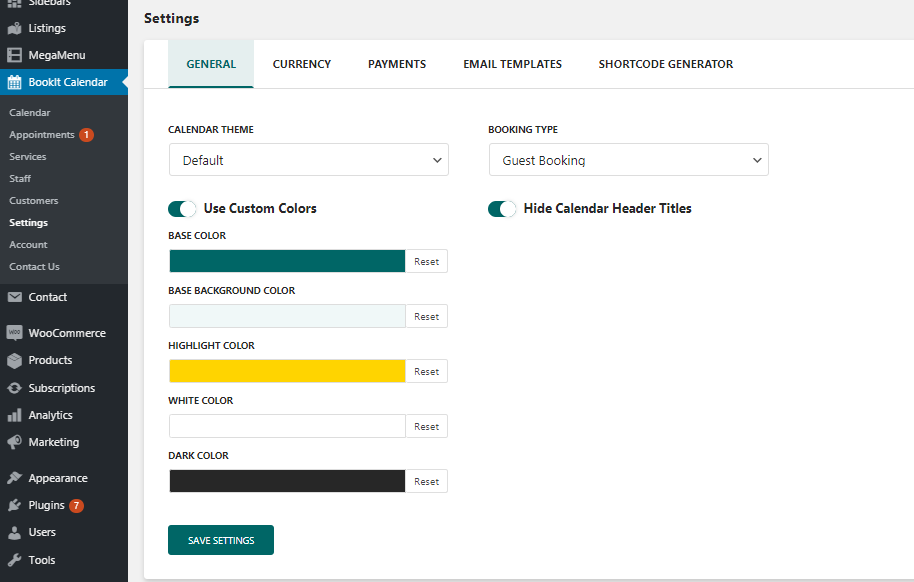 Sidebars
Listings
MegaMenu
BookIt Calendar
Calendar
Appointments 1
Services
Staff
Customers
Settings
Account
Contact Us
Contact
WooCommerce
Products
Subscriptions
Analytics
Marketing
Appearance
Plugins 7
Users
Tools
Settings
GENERAL CURRENCY PAYMENTS EMAIL TEMPLATES SHORTCODE GENERATOR
CALENDAR THEME BOOKING TYPE
Default Guest Booking
Use Custom Colors Hide Calendar Header Titles
BASE COLOR
Reset
BASE BACKGROUND COLOR
Reset
HIGHLIGHT COLOR
Reset
WHITE COLOR
Reset
DARK COLOR
Reset
SAVE SETTINGS